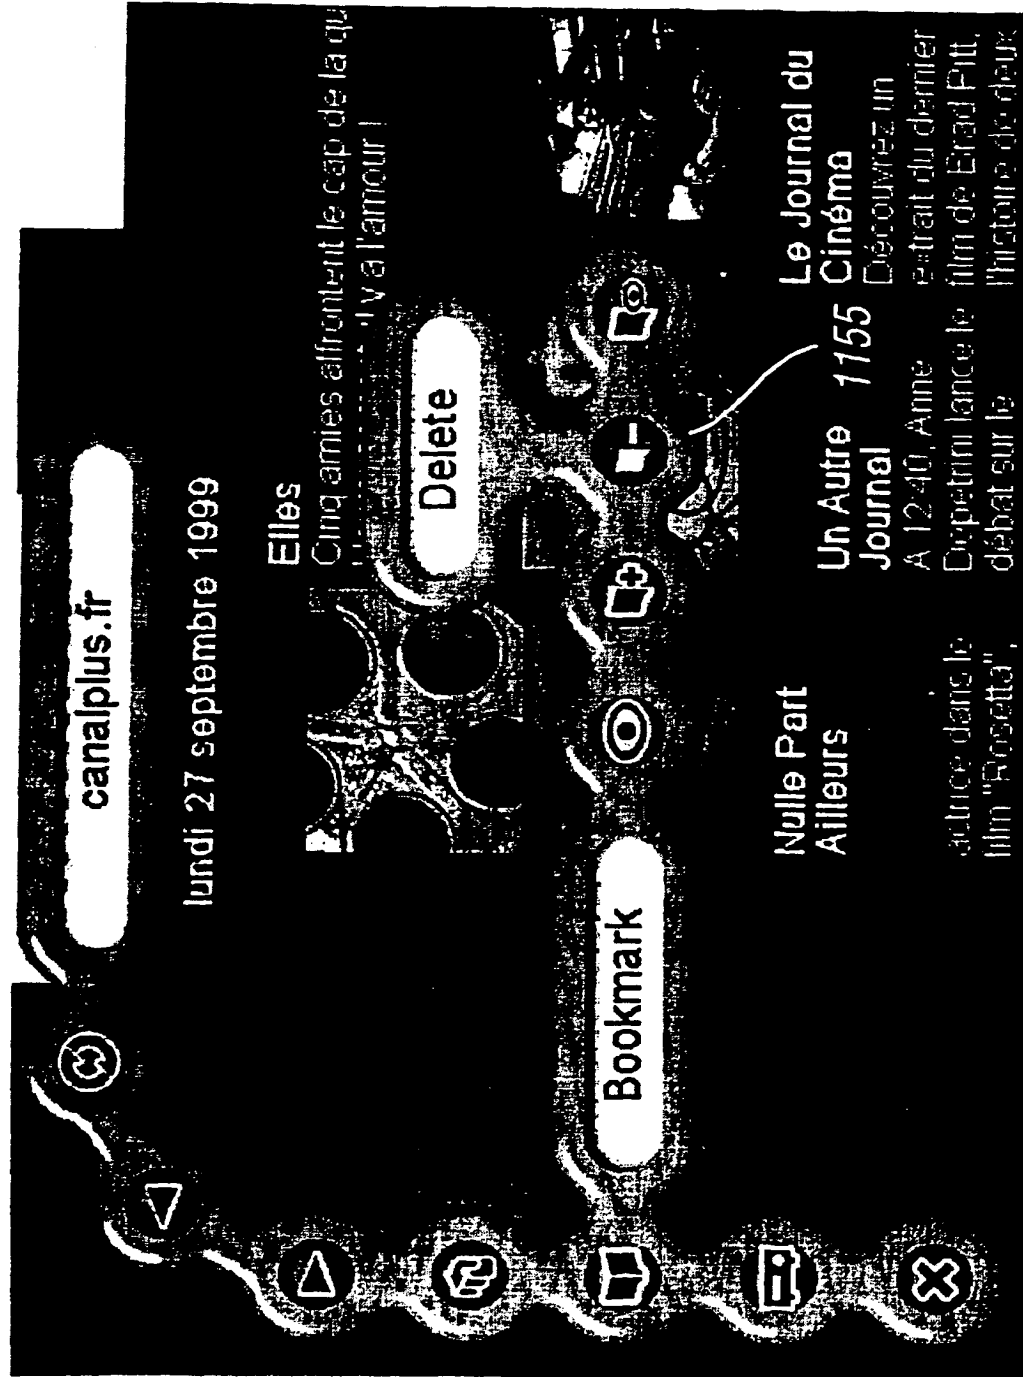 canalplus.fr
lundi 27 septembre 1999
Elles
Cinq amies affrontent le cap de la qu
y a l'amour !
Delete
Bookmark
1155
Nulle Part
Ailleurs
actrice dans le
film "Rosetta",
Un Autre
Journal
A 12 40, Anne
Dopetrini lance le
débat sur le
Le Journal du
Cinéma
Découvrez un
extrait du dernier
film de Brad Pitt,
l'histoire de deux